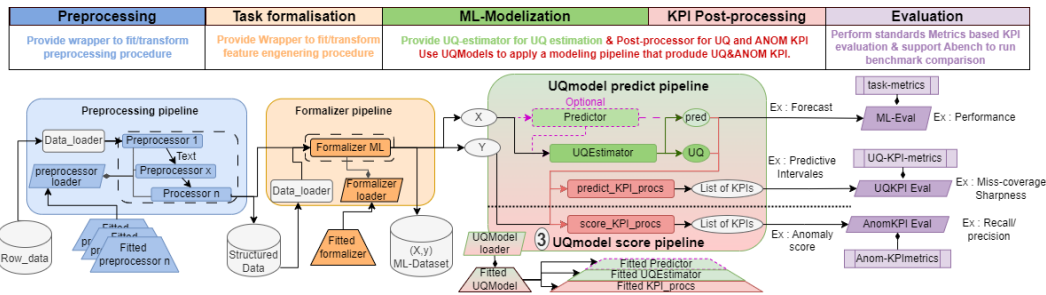 Preprocessing
Task formalisation
ML-Modelization
KPI Post-processing
Evaluation
Provide wrapper to fit/transform
preprocessing procedure
Provide Wrapper to fit/transform
feature engenering procedure
Provide UQ-estimator for UQ estimation & Post-processor for UQ and ANOM KPI
Use UQModels to apply a modeling pipeline that produde UQ&ANOM KPI.
Perform standards Metrics based KPI
evaluation & support Abench to run
benchmark comparison
Preprocessing pipeline
Data_loader
Preprocessor 1
Text
Preprocessor x
Processor n
preprocessor
loader
Fitted
Fitted
Fitted
preprocessor n
Row_data
Structured
Data
Formalizer pipeline
Formalizer ML
Data_loader
Formalizer
loader
Fitted
formalizer
(X,y)
ML-Dataset
X
Y
UQmodel predict pipeline
Optional
Predictor
pred
UQEstimator
UQ
predict_KPI_procs
List of KPIs
score_KPI_procs
List of KPIs
3
UQmodel score pipeline
UQModel
loader
Fitted
UQModel
Fitted Predictor
Fitted UQEstimator
Fitted KPI_procs
Ex : Forecast
Ex : Predictive
Intervales
Ex : Anomaly
score
task-metrics
ML-Eval
Ex : Performance
UQ-KPI-metrics
UQKPI Eval
Ex : Miss-coverage
Sharpness
AnomKPI Eval
Ex : Recall/
precision
Anom-KPImetrics